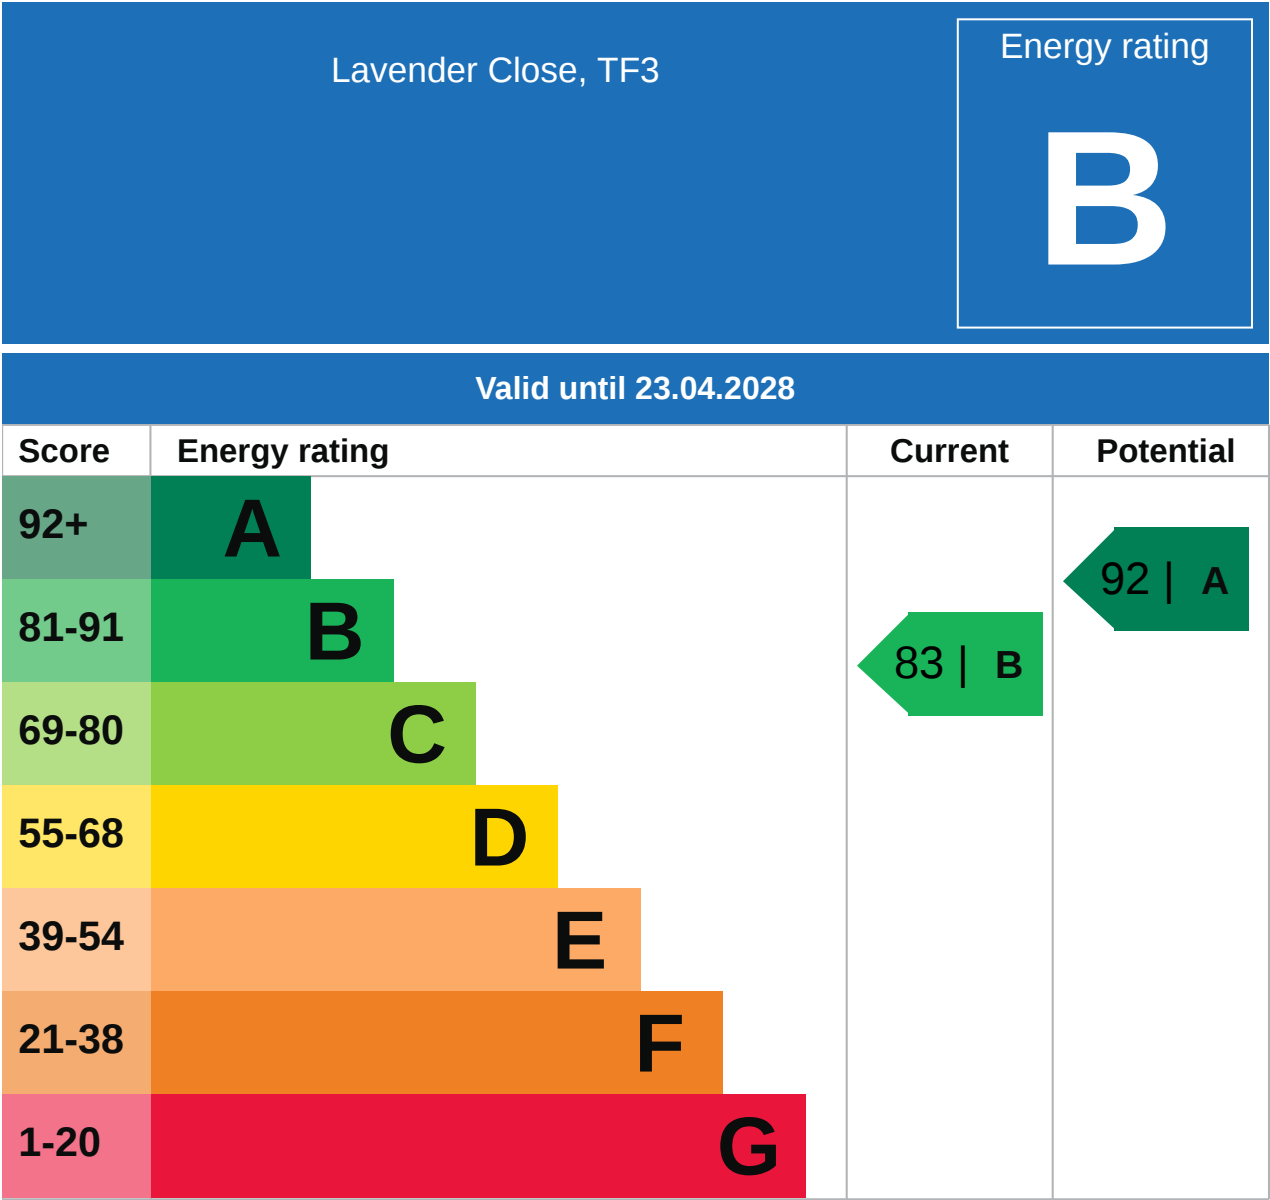 Lavender Close, TF3
Energy rating
B
Valid until 23.04.2028
Score Energy rating Current Potential
92+ A
92 | A
81-91 B
83 | B
69-80 C
55-68 D
39-54 E
21-38 F
1-20 G